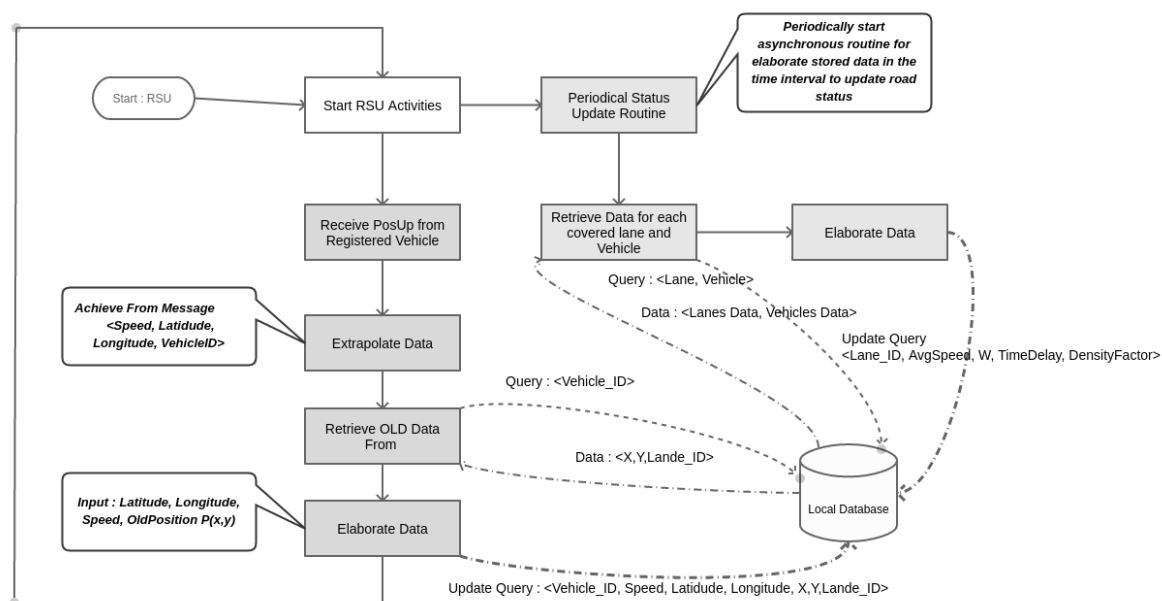 Periodically start
asynchronous routine for
elaborate stored data in the
time interval to update road
status
Start : RSU
Start RSU Activities
Periodical Status
Update Routine
Receive PosUp from
Registered Vehicle
Retrieve Data for each
covered lane and
Vehicle
Elaborate Data
Query : <Lane, Vehicle>
Data : <Lanes Data, Vehicles Data>
Achieve From Message
<Speed, Latidude,
Longitude, VehicleID>
Extrapolate Data
Update Query
<Lane_ID, AvgSpeed, W, TimeDelay, DensityFactor>
Query : <Vehicle_ID>
Retrieve OLD Data
From
Data : <X,Y,Lande_ID>
Input : Latitude, Longitude,
Speed, OldPosition P(x,y)
Elaborate Data
Local Database
Update Query : <Vehicle_ID, Speed, Latidude, Longitude, X,Y,Lande_ID>